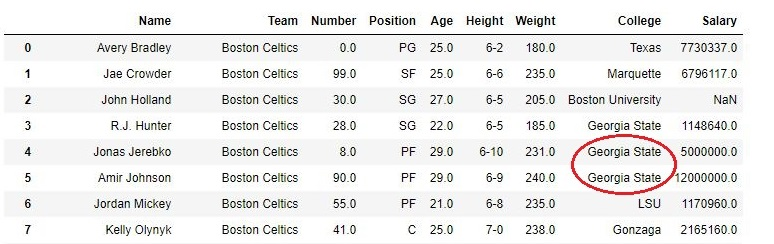 Name Team Number Position Age Height Weight College Salary
0 Avery Bradley Boston Celtics 0.0 PG 25.0 6-2 180.0 Texas 7730337.0
1 Jae Crowder Boston Celtics 99.0 SF 25.0 6-6 235.0 Marquette 6796117.0
2 John Holland Boston Celtics 30.0 SG 27.0 6-5 205.0 Boston University NaN
3 R.J. Hunter Boston Celtics 28.0 SG 22.0 6-5 185.0 Georgia State 1148640.0
4 Jonas Jerebko Boston Celtics 8.0 PF 29.0 6-10 231.0 Georgia State 5000000.0
5 Amir Johnson Boston Celtics 90.0 PF 29.0 6-9 240.0 Georgia State 12000000.0
6 Jordan Mickey Boston Celtics 55.0 PF 21.0 6-8 235.0 LSU 1170960.0
7 Kelly Olynyk Boston Celtics 41.0 C 25.0 7-0 238.0 Gonzaga 2165160.0